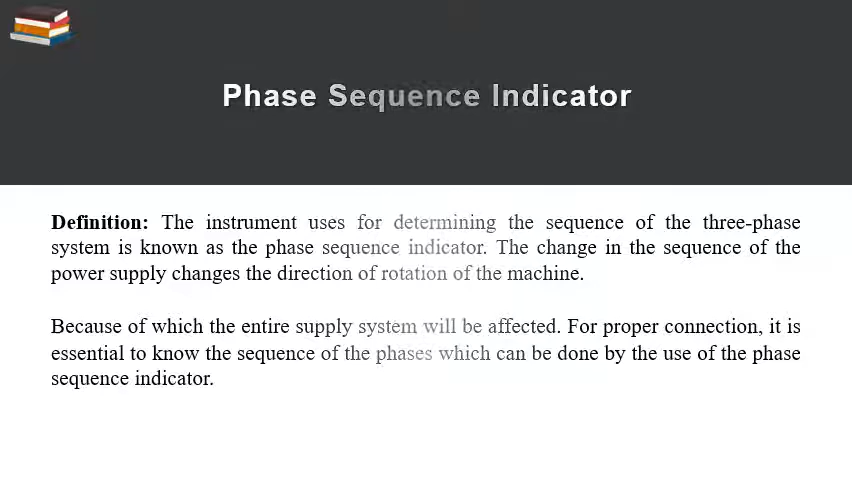 Phase Sequence Indicator
Definition: The instrument uses for determining the sequence of the three-phase
system is known as the phase sequence indicator. The change in the sequence of the
power supply changes the direction of rotation of the machine.
Because of which the entire supply system will be affected. For proper connection, it is
essential to know the sequence of the phases which can be done by the use of the phase
sequence indicator.